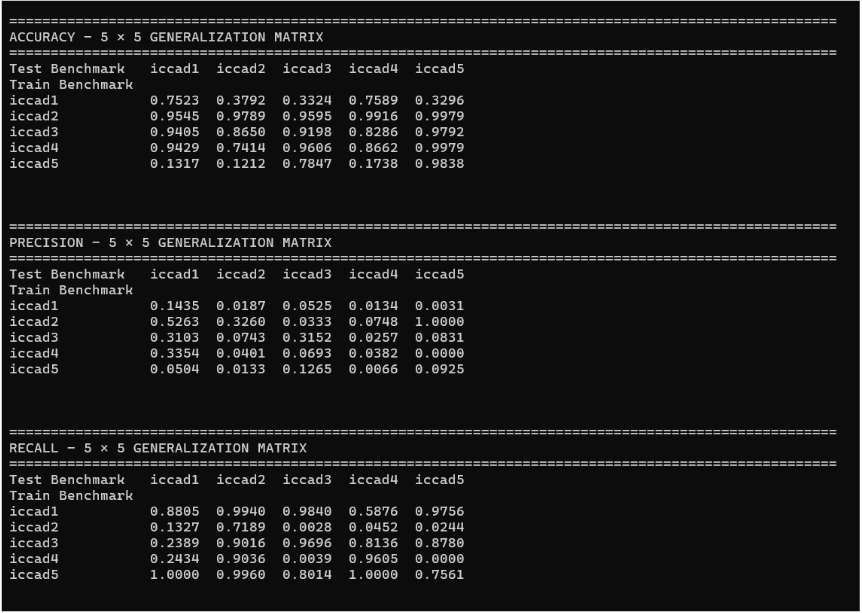 ================================================================================================
ACCURACY — 5 × 5 GENERALIZATION MATRIX
================================================================================================
Test Benchmark   iccad1  iccad2  iccad3  iccad4  iccad5
Train Benchmark
iccad1           0.7523  0.3792  0.3324  0.7589  0.3296
iccad2           0.9545  0.9789  0.9595  0.9916  0.9979
iccad3           0.9405  0.8650  0.9198  0.8286  0.9792
iccad4           0.9429  0.7414  0.9606  0.8662  0.9979
iccad5           0.1317  0.1212  0.7847  0.1738  0.9838
================================================================================================
PRECISION — 5 × 5 GENERALIZATION MATRIX
================================================================================================
Test Benchmark   iccad1  iccad2  iccad3  iccad4  iccad5
Train Benchmark
iccad1           0.1435  0.0187  0.0525  0.0134  0.0031
iccad2           0.5263  0.3260  0.0333  0.0748  1.0000
iccad3           0.3103  0.0743  0.3152  0.0257  0.0831
iccad4           0.3354  0.0401  0.0693  0.0382  0.0000
iccad5           0.0504  0.0133  0.1265  0.0066  0.0925
================================================================================================
RECALL — 5 × 5 GENERALIZATION MATRIX
================================================================================================
Test Benchmark   iccad1  iccad2  iccad3  iccad4  iccad5
Train Benchmark
iccad1           0.8805  0.9940  0.9840  0.5876  0.9756
iccad2           0.1327  0.7189  0.0028  0.0452  0.0244
iccad3           0.2389  0.9016  0.9696  0.8136  0.8780
iccad4           0.2434  0.9036  0.0039  0.9605  0.0000
iccad5           1.0000  0.9960  0.8014  1.0000  0.7561